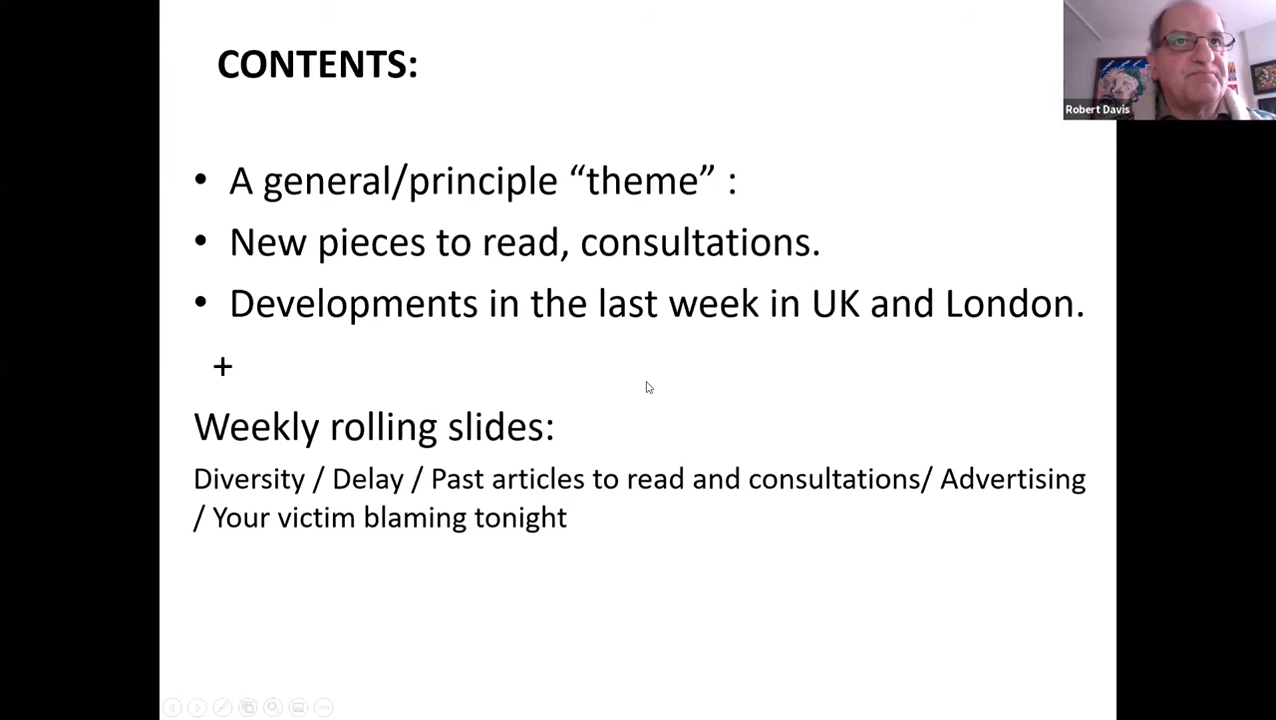 CONTENTS:
Robert Davis
• A general/principle “theme” :
• New pieces to read, consultations.
• Developments in the last week in UK and London.
+
Weekly rolling slides:
Diversity / Delay / Past articles to read and consultations/ Advertising
/ Your victim blaming tonight